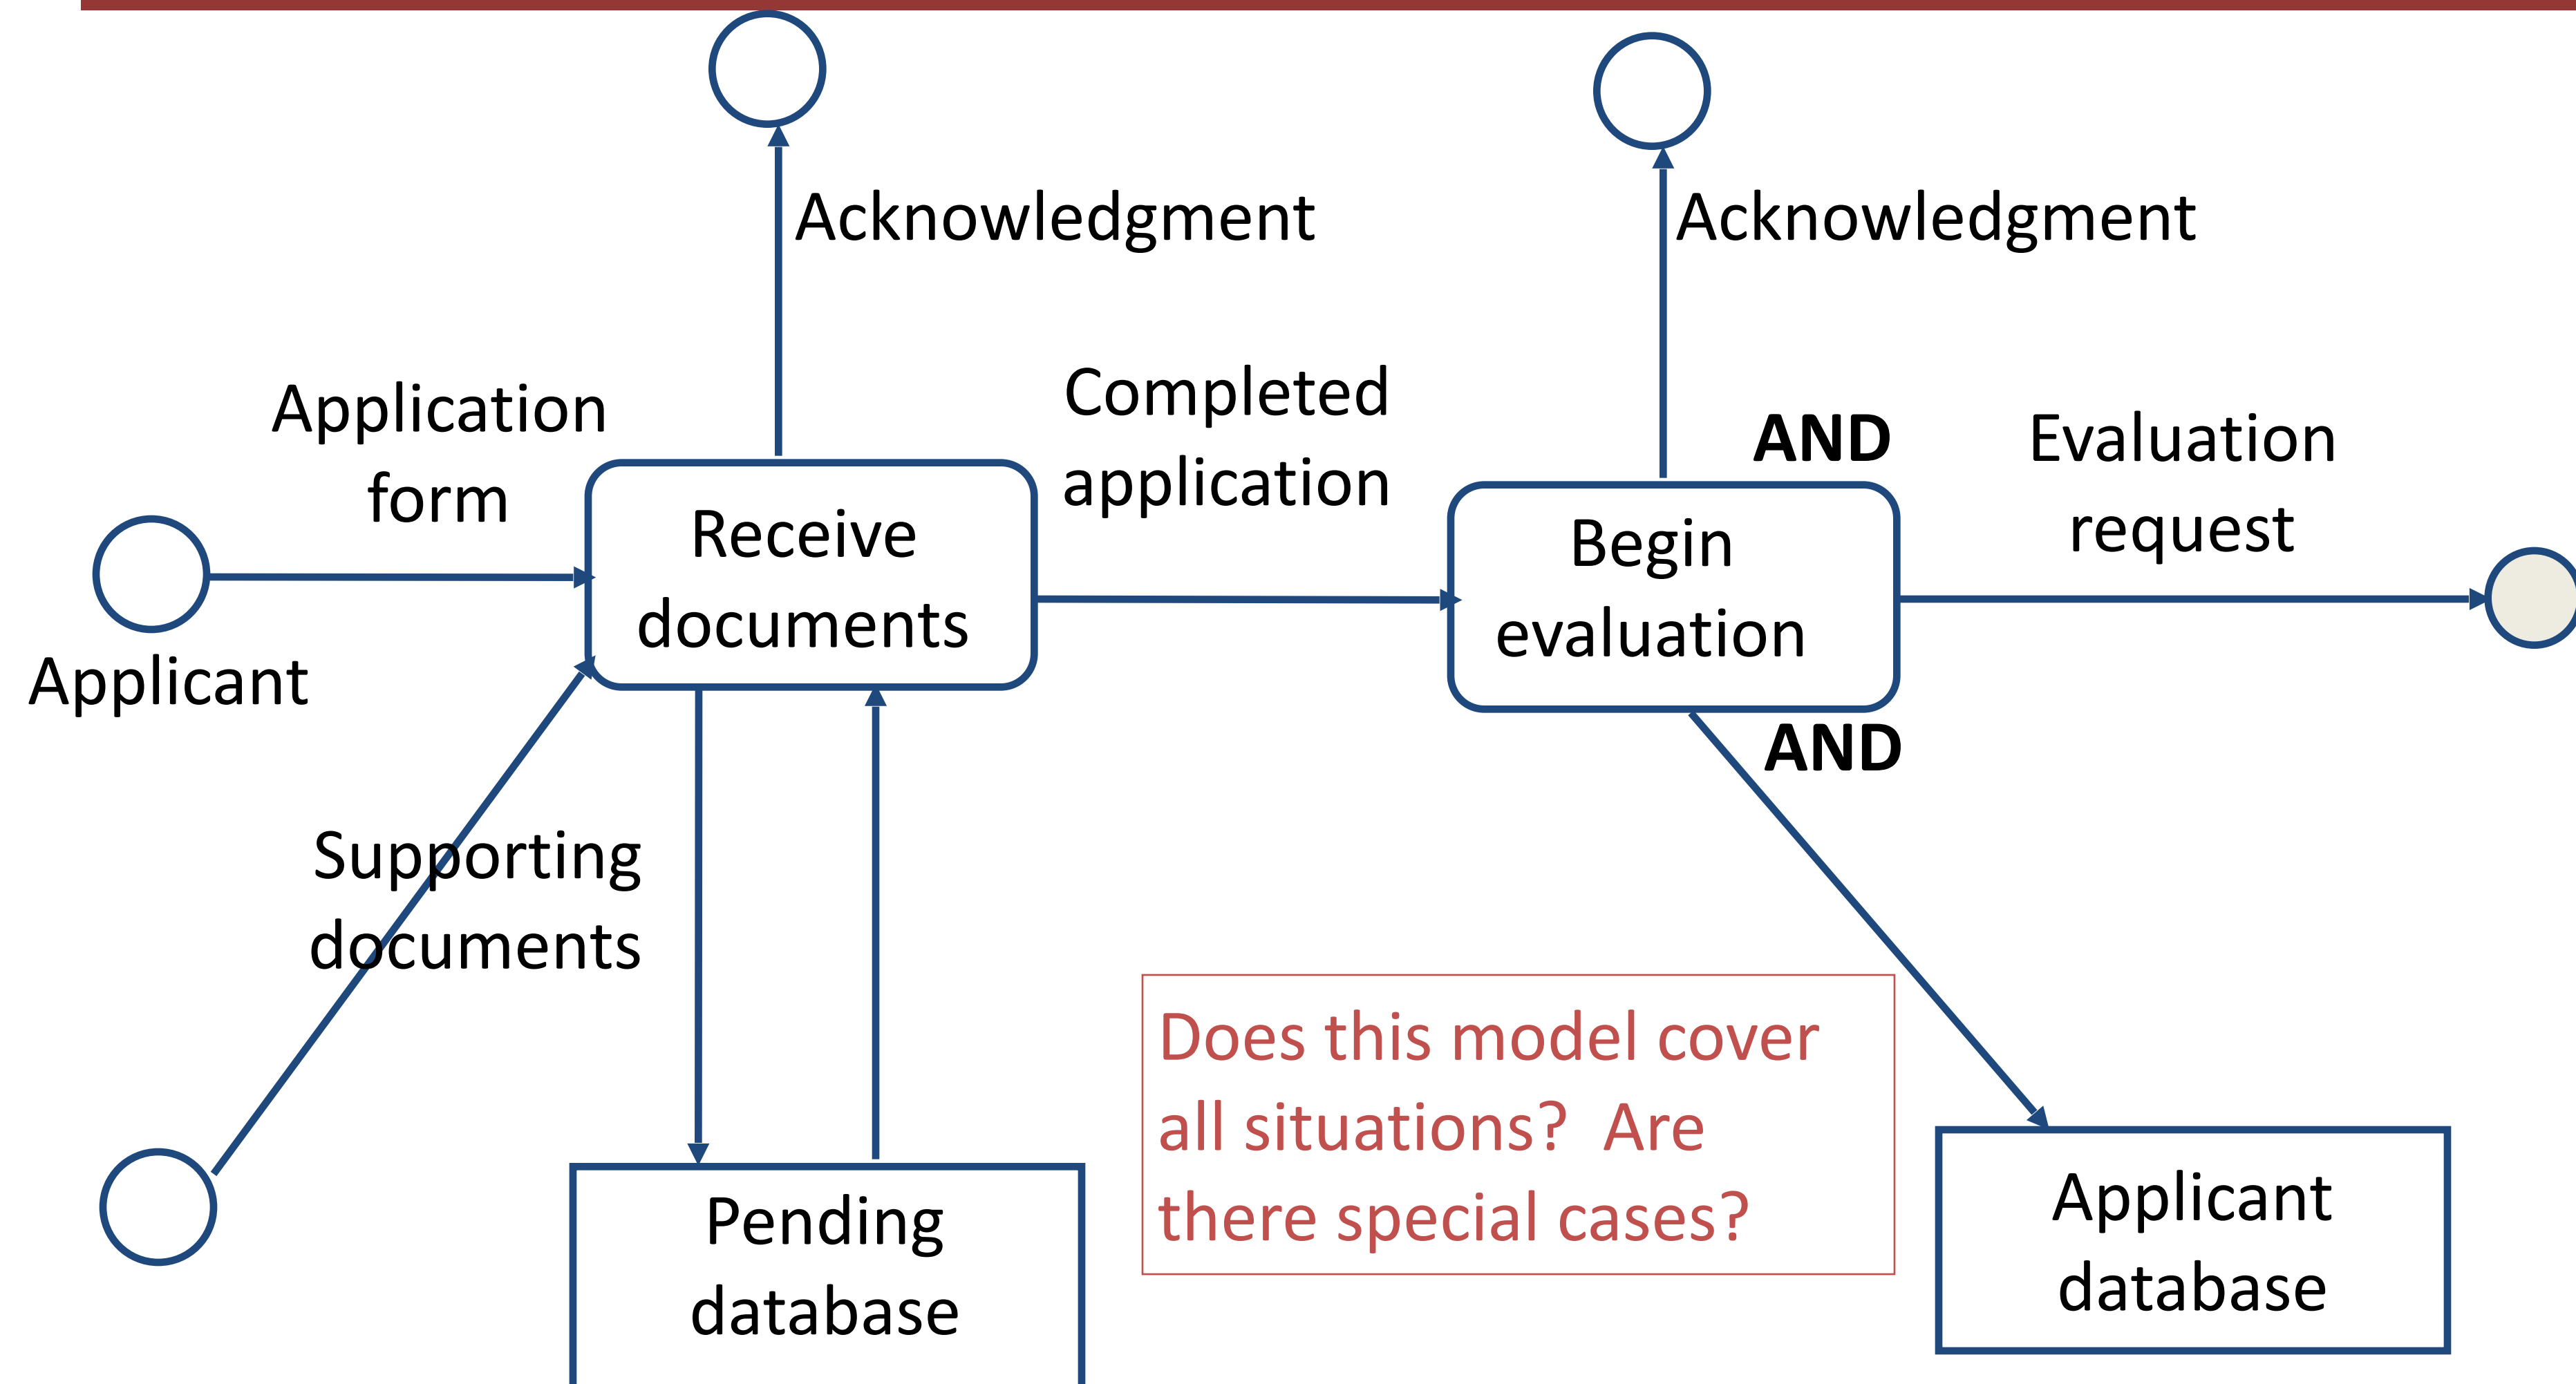 Acknowledgment
Acknowledgment
Application
form
Completed
application
AND
Evaluation
request
Receive
documents
Begin
evaluation
Applicant
AND
Supporting
documents
Does this model cover
all situations?  Are
there special cases?
Pending
database
Applicant
database